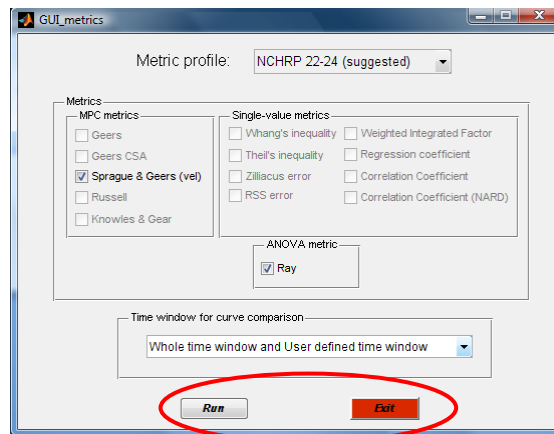 GUI_metrics
Metric profile: NCHRP 22-24 (suggested)
Metrics
MPC metrics
Geers
Geers CSA
Sprague & Geers (vel)
Russell
Knowles & Gear
Single-value metrics
Whang's inequality Weighted Integrated Factor
Theil's inequality Regression coefficient
Zilliacus error Correlation Coefficient
RSS error Correlation Coefficient (NARD)
ANOVA metric
Ray
Time window for curve comparison
Whole time window and User defined time window
Run Exit